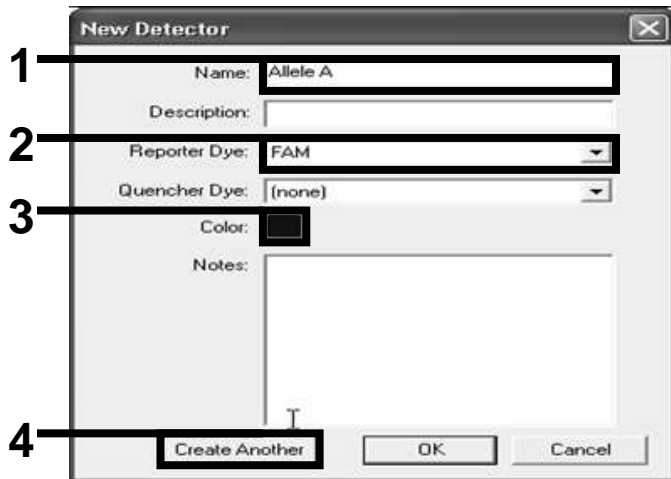 New Detector
1 Name: Allele A
Description:
2 Reporter Dye: FAM
Quencher Dye: (none)
3 Color:
Notes:
4 Create Another OK Cancel